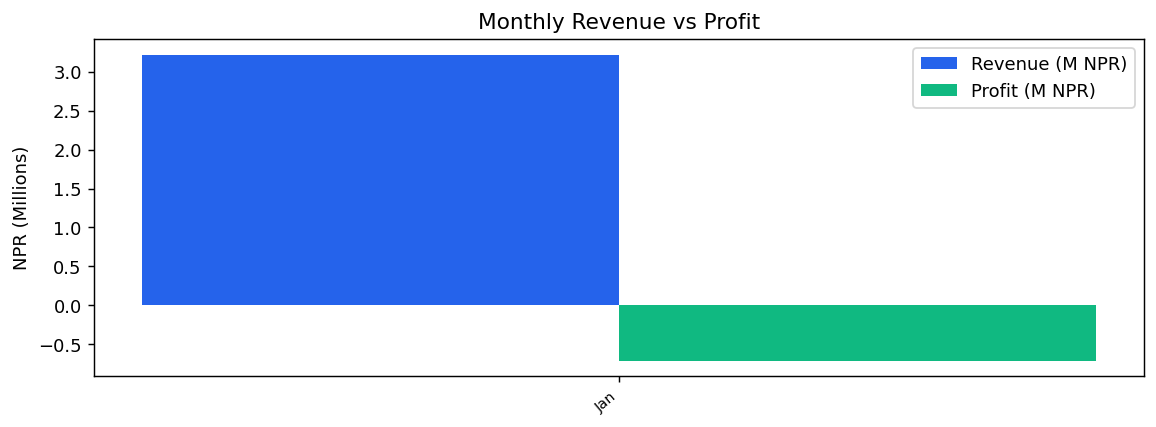 Monthly Revenue vs Profit
Revenue (M NPR)
Profit (M NPR)
NPR (Millions)
3.0
2.5
2.0
1.5
1.0
0.5
0.0
−0.5
Jan